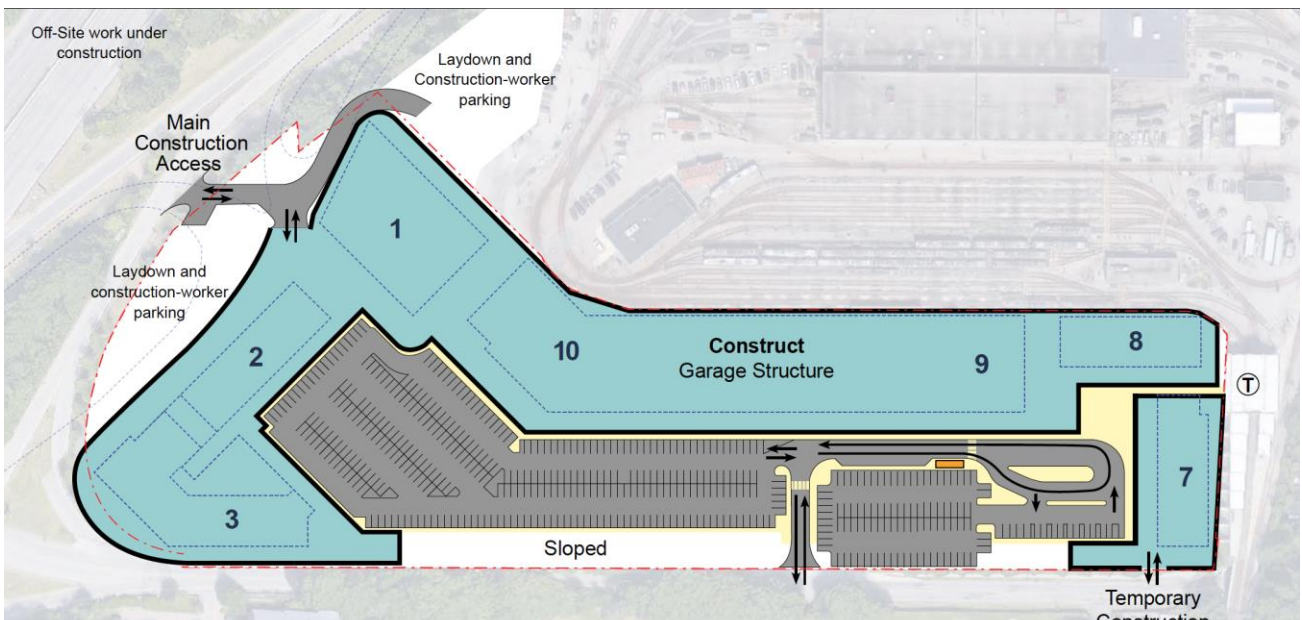 Off-Site work under
construction
Laydown and
Construction-worker
parking
Main
Construction
Access
1
Laydown and
construction-worker
parking
2
10
Construct
Garage Structure
9
8
T
7
3
Sloped
Temporary
Construction